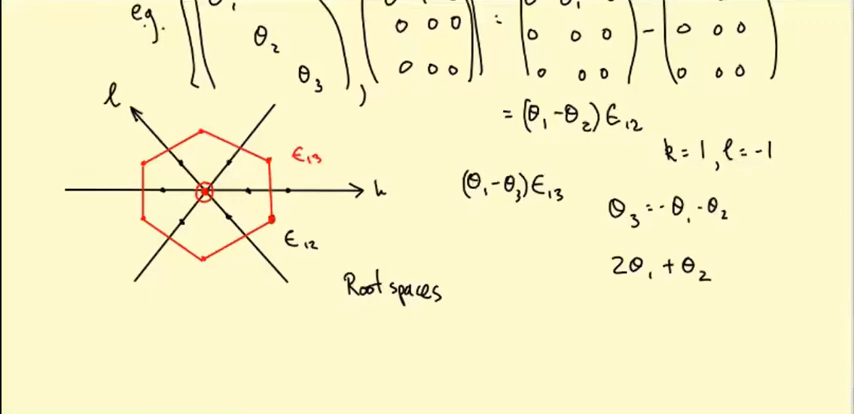 e.g. [( θ₁ θ₂ θ₃ ), ( 0 0 0 0 0 0 )] = ( 0 0 0 0 0 0 ) - ( 0 0 0 0 0 0 )
= (θ₁ - θ₂) E₁₂
k = 1, l = -1
l
E₁₃
k
(θ₁ - θ₃) E₁₃
θ₃ = -θ₁ - θ₂
E₁₂
2θ₁ + θ₂
Root spaces